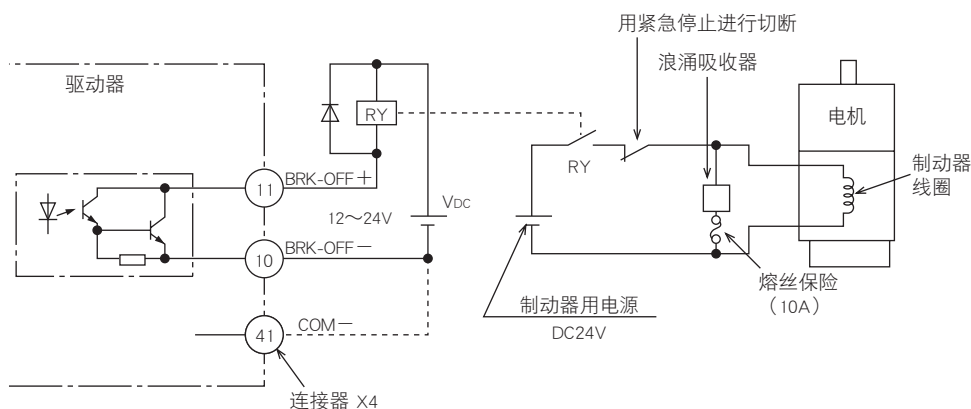 用紧急停止进行切断
浪涌吸收器
驱动器
电机
RY
RY
制动器
线圈
11
BRK-OFF＋
12～24V
VDC
10
BRK-OFF－
熔丝保险
（10A）
制动器用电源
DC24V
41
COM－
连接器 X4